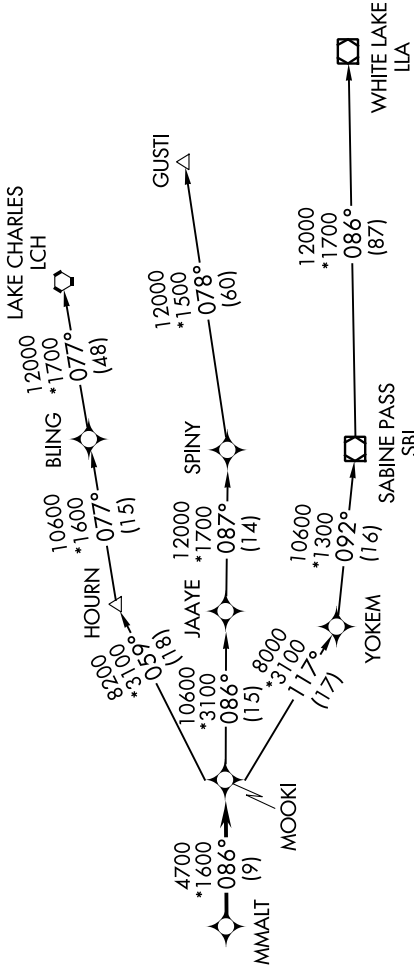 MMALT
4700
*1600
086°
(9)
MOOKI
8200
*3100
059°
(18)
HOURN
10600
*1600
077°
(15)
BLING
12000
*1700
077°
(48)
LAKE CHARLES
LCH
10600
*3100
086°
(15)
JAAYE
12000
*1700
087°
(14)
SPINY
12000
*1500
078°
(60)
GUSTI
8000
*3100
117°
(17)
YOKEM
10600
*1300
092°
(16)
SABINE PASS
SBI
12000
*1700
086°
(87)
WHITE LAKE
LLA